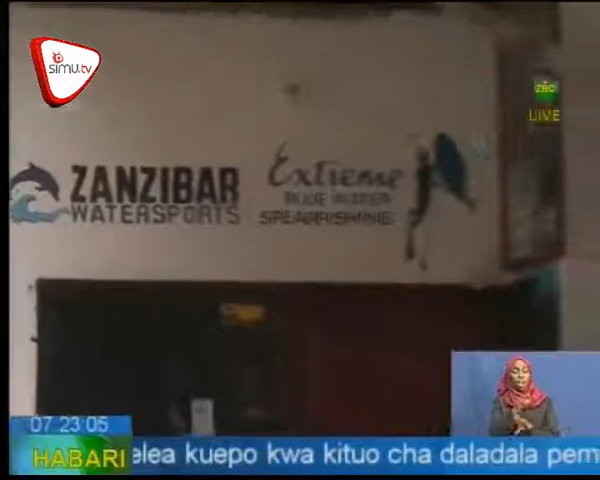 SIMU.tv
ZBC
LIVE
ZANZIBAR
WATERSPORTS
Extreme
BLUE WATER
SPEARFISHING
07 23 05
HABARI
elea kuepo kwa kituo cha daladala pem